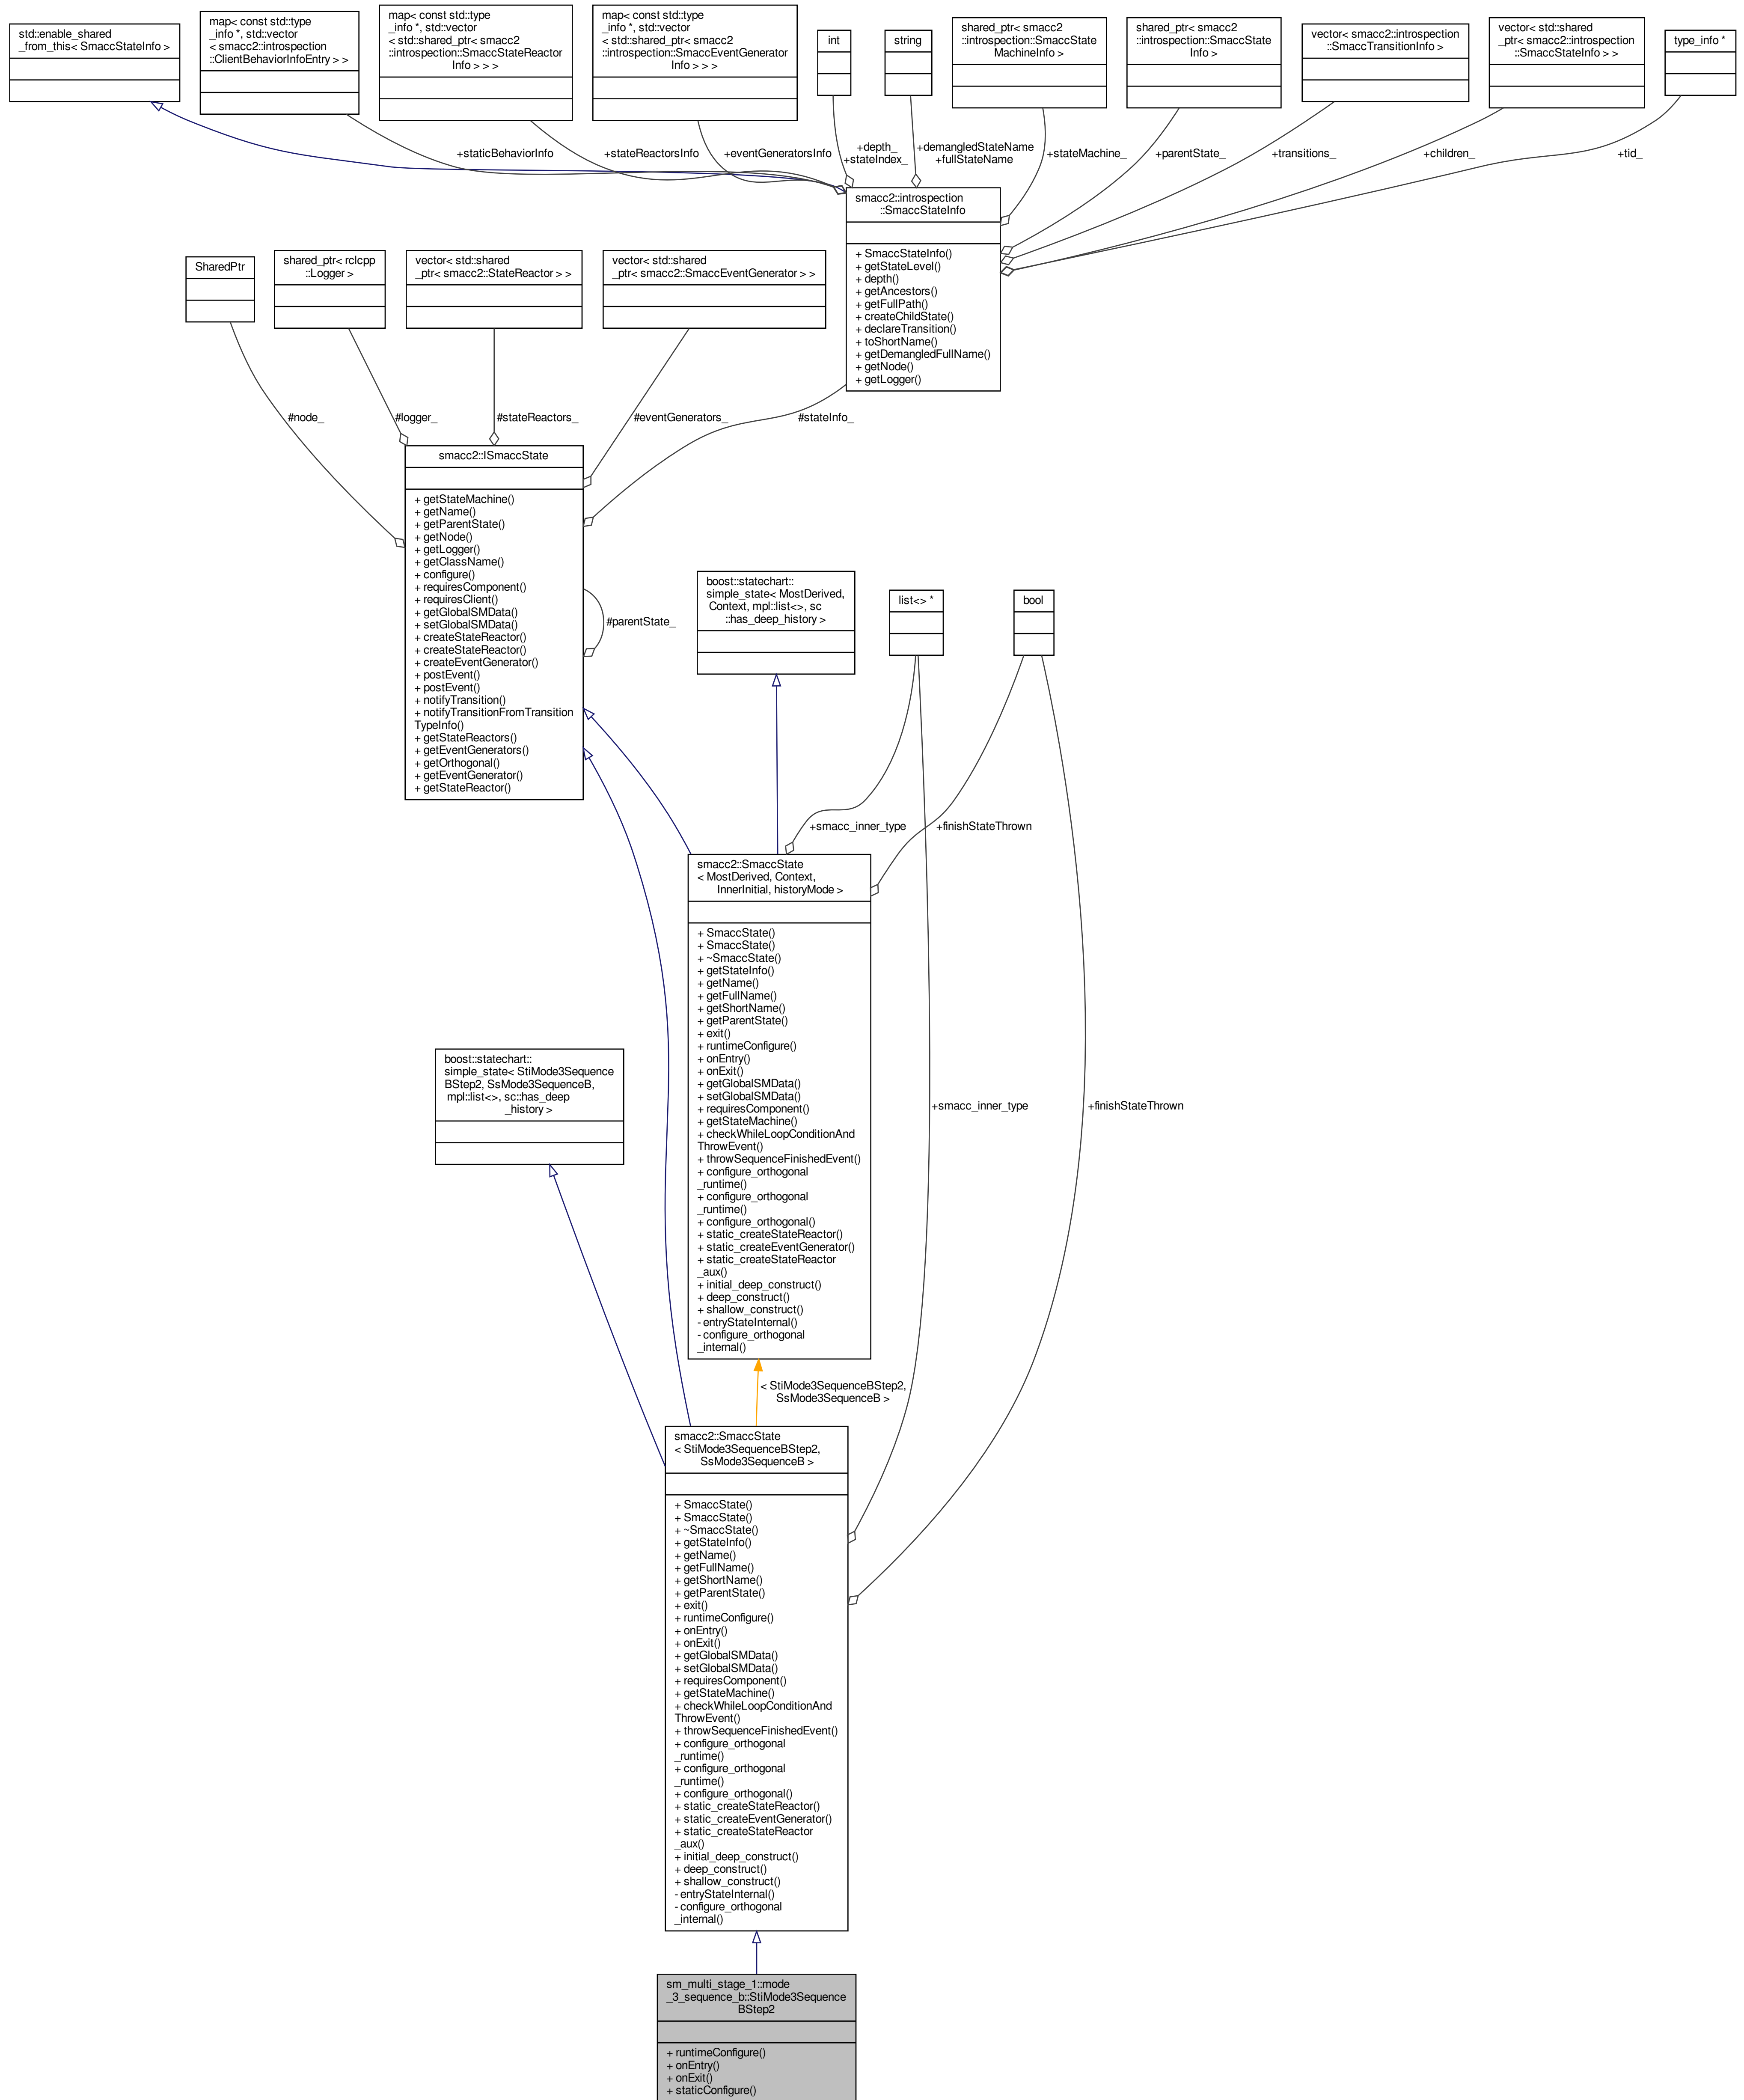 std::enable_shared
_from_this< SmaccStateInfo >
map< const std::type
_info *, std::vector
< smacc2::introspection
::ClientBehaviorInfoEntry > >
map< const std::type
_info *, std::vector
< std::shared_ptr< smacc2
::introspection::SmaccStateReactor
Info > > >
map< const std::type
_info *, std::vector
< std::shared_ptr< smacc2
::introspection::SmaccEventGenerator
Info > > >
int
string
shared_ptr< smacc2
::introspection::SmaccState
MachineInfo >
shared_ptr< smacc2
::introspection::SmaccState
Info >
vector< smacc2::introspection
::SmaccTransitionInfo >
vector< std::shared
_ptr< smacc2::introspection
::SmaccStateInfo > >
type_info *
+staticBehaviorInfo
+stateReactorsInfo
+eventGeneratorsInfo
+depth_
+stateIndex_
+demangledStateName
+fullStateName
+stateMachine_
+parentState_
+transitions_
+children_
+tid_
smacc2::introspection
::SmaccStateInfo
+ SmaccStateInfo()
+ getStateLevel()
+ depth()
+ getAncestors()
+ getFullPath()
+ createChildState()
+ declareTransition()
+ toShortName()
+ getDemangledFullName()
+ getNode()
+ getLogger()
SharedPtr
shared_ptr< rclcpp
::Logger >
vector< std::shared
_ptr< smacc2::StateReactor > >
vector< std::shared
_ptr< smacc2::SmaccEventGenerator > >
#node_
#logger_
#stateReactors_
#eventGenerators_
#stateInfo_
smacc2::ISmaccState
+ getStateMachine()
+ getName()
+ getParentState()
+ getNode()
+ getLogger()
+ getClassName()
+ configure()
+ requiresComponent()
+ requiresClient()
+ getGlobalSMData()
+ setGlobalSMData()
+ createStateReactor()
+ createStateReactor()
+ createEventGenerator()
+ postEvent()
+ postEvent()
+ notifyTransition()
+ notifyTransitionFromTransition
TypeInfo()
+ getStateReactors()
+ getEventGenerators()
+ getOrthogonal()
+ getEventGenerator()
+ getStateReactor()
#parentState_
boost::statechart::
simple_state< MostDerived,
Context, mpl::list<>, sc
::has_deep_history >
list<> *
bool
+smacc_inner_type
+finishStateThrown
smacc2::SmaccState
< MostDerived, Context,
InnerInitial, historyMode >
+ SmaccState()
+ SmaccState()
+ ~SmaccState()
+ getStateInfo()
+ getName()
+ getFullName()
+ getShortName()
+ getParentState()
+ exit()
+ runtimeConfigure()
+ onEntry()
+ onExit()
+ getGlobalSMData()
+ setGlobalSMData()
+ requiresComponent()
+ getStateMachine()
+ checkWhileLoopConditionAnd
ThrowEvent()
+ throwSequenceFinishedEvent()
+ configure_orthogonal
_runtime()
+ configure_orthogonal
_runtime()
+ configure_orthogonal()
+ static_createStateReactor()
+ static_createEventGenerator()
+ static_createStateReactor
_aux()
+ initial_deep_construct()
+ deep_construct()
+ shallow_construct()
- entryStateInternal()
- configure_orthogonal
_internal()
boost::statechart::
simple_state< StiMode3Sequence
BStep2, SsMode3SequenceB,
mpl::list<>, sc::has_deep
_history >
+smacc_inner_type
+finishStateThrown
< StiMode3SequenceBStep2,
SsMode3SequenceB >
smacc2::SmaccState
< StiMode3SequenceBStep2,
SsMode3SequenceB >
+ SmaccState()
+ SmaccState()
+ ~SmaccState()
+ getStateInfo()
+ getName()
+ getFullName()
+ getShortName()
+ getParentState()
+ exit()
+ runtimeConfigure()
+ onEntry()
+ onExit()
+ getGlobalSMData()
+ setGlobalSMData()
+ requiresComponent()
+ getStateMachine()
+ checkWhileLoopConditionAnd
ThrowEvent()
+ throwSequenceFinishedEvent()
+ configure_orthogonal
_runtime()
+ configure_orthogonal
_runtime()
+ configure_orthogonal()
+ static_createStateReactor()
+ static_createEventGenerator()
+ static_createStateReactor
_aux()
+ initial_deep_construct()
+ deep_construct()
+ shallow_construct()
- entryStateInternal()
- configure_orthogonal
_internal()
sm_multi_stage_1::mode
_3_sequence_b::StiMode3Sequence
BStep2
+ runtimeConfigure()
+ onEntry()
+ onExit()
+ staticConfigure()